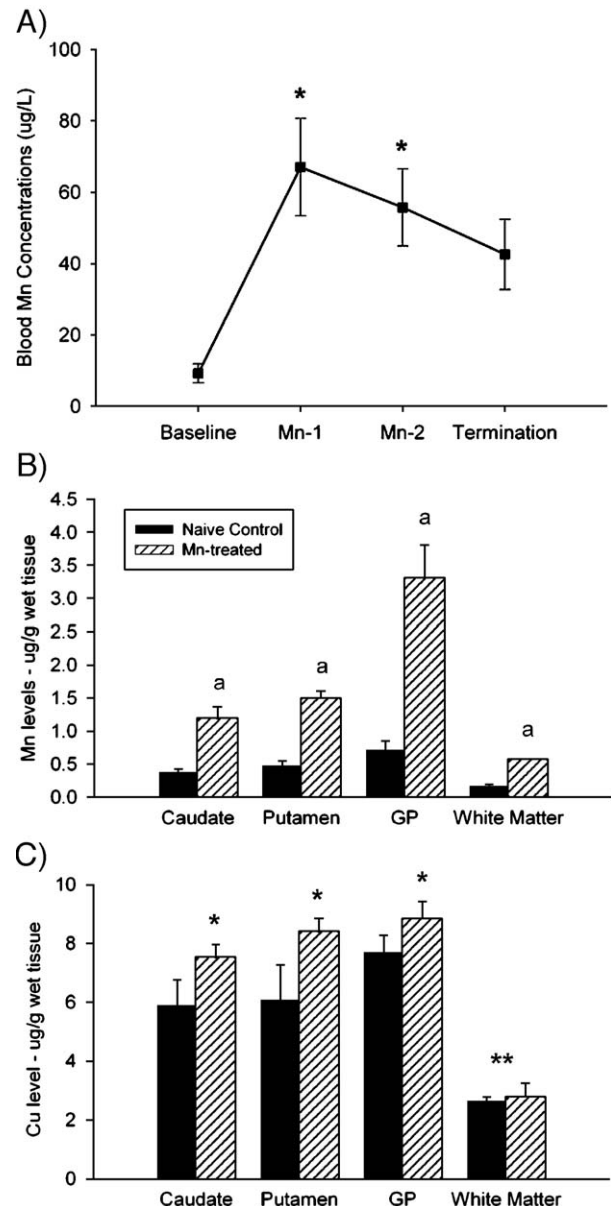 A)
Blood Mn Concentrations (ug/L)
100
80
60
40
20
0
*
*
Baseline Mn-1 Mn-2 Termination
B)
Mn levels - ug/g wet tissue
4.5
4.0
3.5
3.0
2.5
2.0
1.5
1.0
0.5
0.0
Naive Control
Mn-treated
a
a
a
a
Caudate Putamen GP White Matter
C)
Cu level - ug/g wet tissue
10
8
6
4
2
0
*
*
*
**
Caudate Putamen GP White Matter